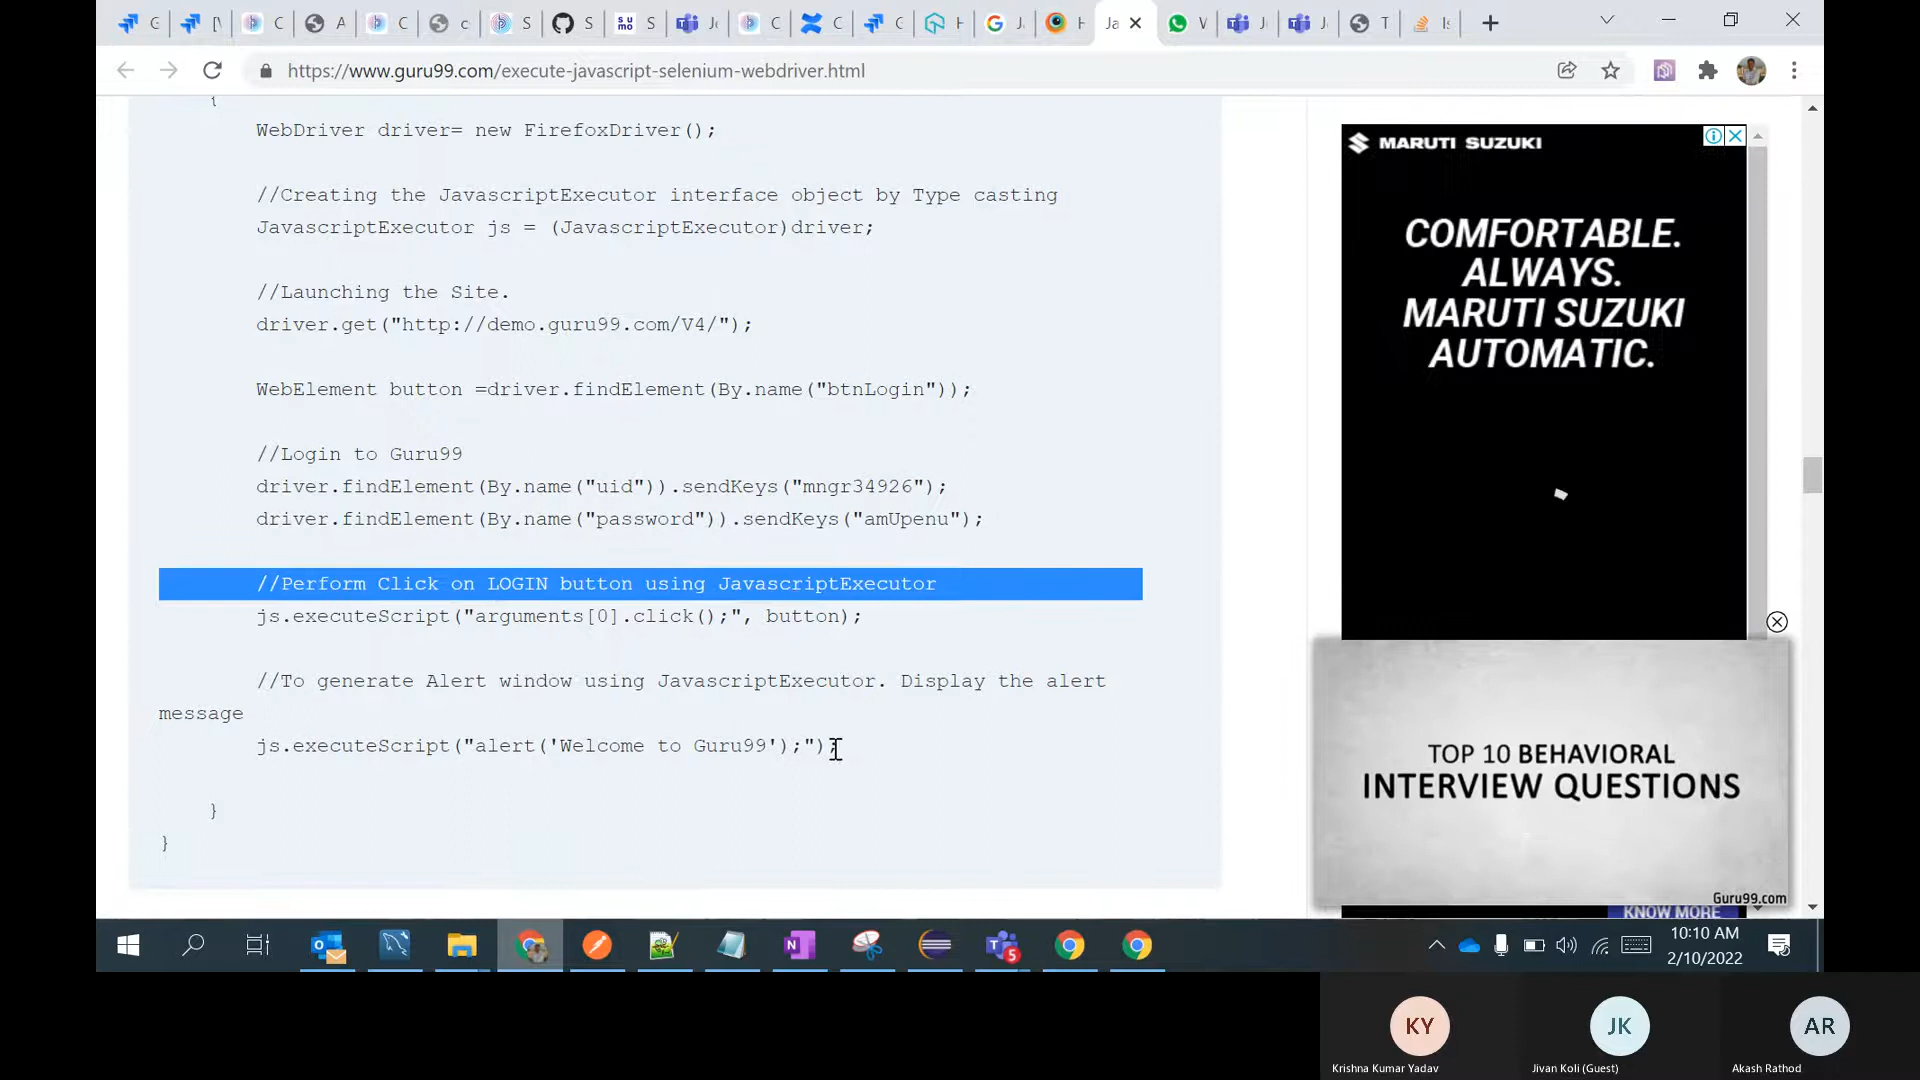 https://www.guru99.com/execute-javascript-selenium-webdriver.html
{
WebDriver driver= new FirefoxDriver();
//Creating the JavascriptExecutor interface object by Type casting
JavascriptExecutor js = (JavascriptExecutor)driver;
//Launching the Site.
driver.get("http://demo.guru99.com/V4/");
WebElement button =driver.findElement(By.name("btnLogin"));
//Login to Guru99
driver.findElement(By.name("uid")).sendKeys("mngr34926");
driver.findElement(By.name("password")).sendKeys("amUpenu");
//Perform Click on LOGIN button using JavascriptExecutor
js.executeScript("arguments[0].click();", button);
//To generate Alert window using JavascriptExecutor. Display the alert
message
js.executeScript("alert('Welcome to Guru99');");
}
}
MARUTI SUZUKI
COMFORTABLE.
ALWAYS.
MARUTI SUZUKI
AUTOMATIC.
TOP 10 BEHAVIORAL
INTERVIEW QUESTIONS
Guru99.com
KNOW MORE
10:10 AM
2/10/2022
KY
JK
AR
Krishna Kumar Yadav
Jivan Koli (Guest)
Akash Rathod